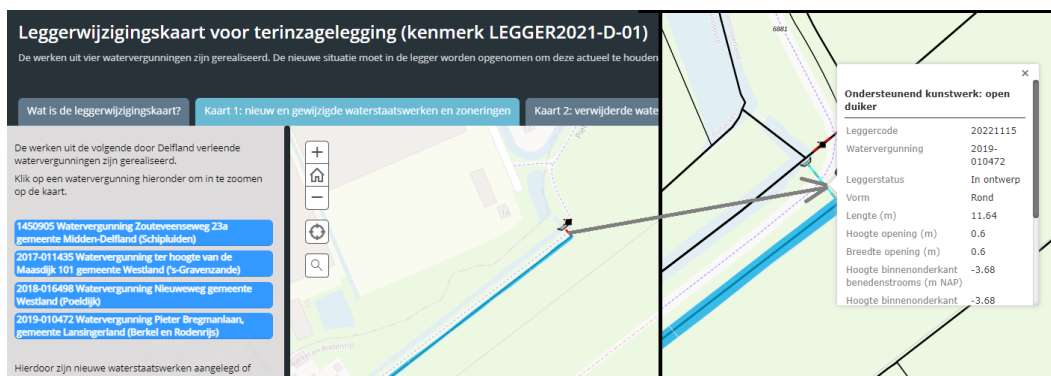 Leggerwijzigingskaart voor terinzagelegging (kenmerk LEGGER2021-D-01)
De werken uit vier watervergunningen zijn gerealiseerd. De nieuwe situatie moet in de legger worden opgenomen om deze actueel te houden
Wat is de leggerwijzigingskaart?
Kaart 1: nieuw en gewijzigde waterstaatswerken en zoneringen
Kaart 2: verwijderde wate
De werken uit de volgende door Delfland verleende
watervergunningen zijn gerealiseerd.
Klik op een watervergunning hieronder om in te zoomen
op de kaart.
1450905 Watervergunning Zouteveenseweg 23a
gemeente Midden-Delfland (Schipluiden)
2017-011435 Watervergunning ter hoogte van de
Maasdijk 101 gemeente Westland ('s-Gravenzande)
2018-016498 Watervergunning Nieuweweg gemeente
Westland (Poeldijk)
2019-010472 Watervergunning Pieter Bregmanlaan,
gemeente Lansingerland (Berkel en Rodenrijs)
Hierdoor zijn nieuwe waterstaatswerken aangelegd of
Berkel en Rodenrijs
6881
Ondersteunend kunstwerk: open
duiker
Leggercode 20221115
Watervergunning 2019-
010472
Leggerstatus In ontwerp
Vorm Rond
Lengte (m) 11.64
Hoogte opening (m) 0.6
Breedte opening (m) 0.6
Hoogte binnenonderkant -3.68
benedenstrooms (m NAP)
Hoogte binnenonderkant -3.68